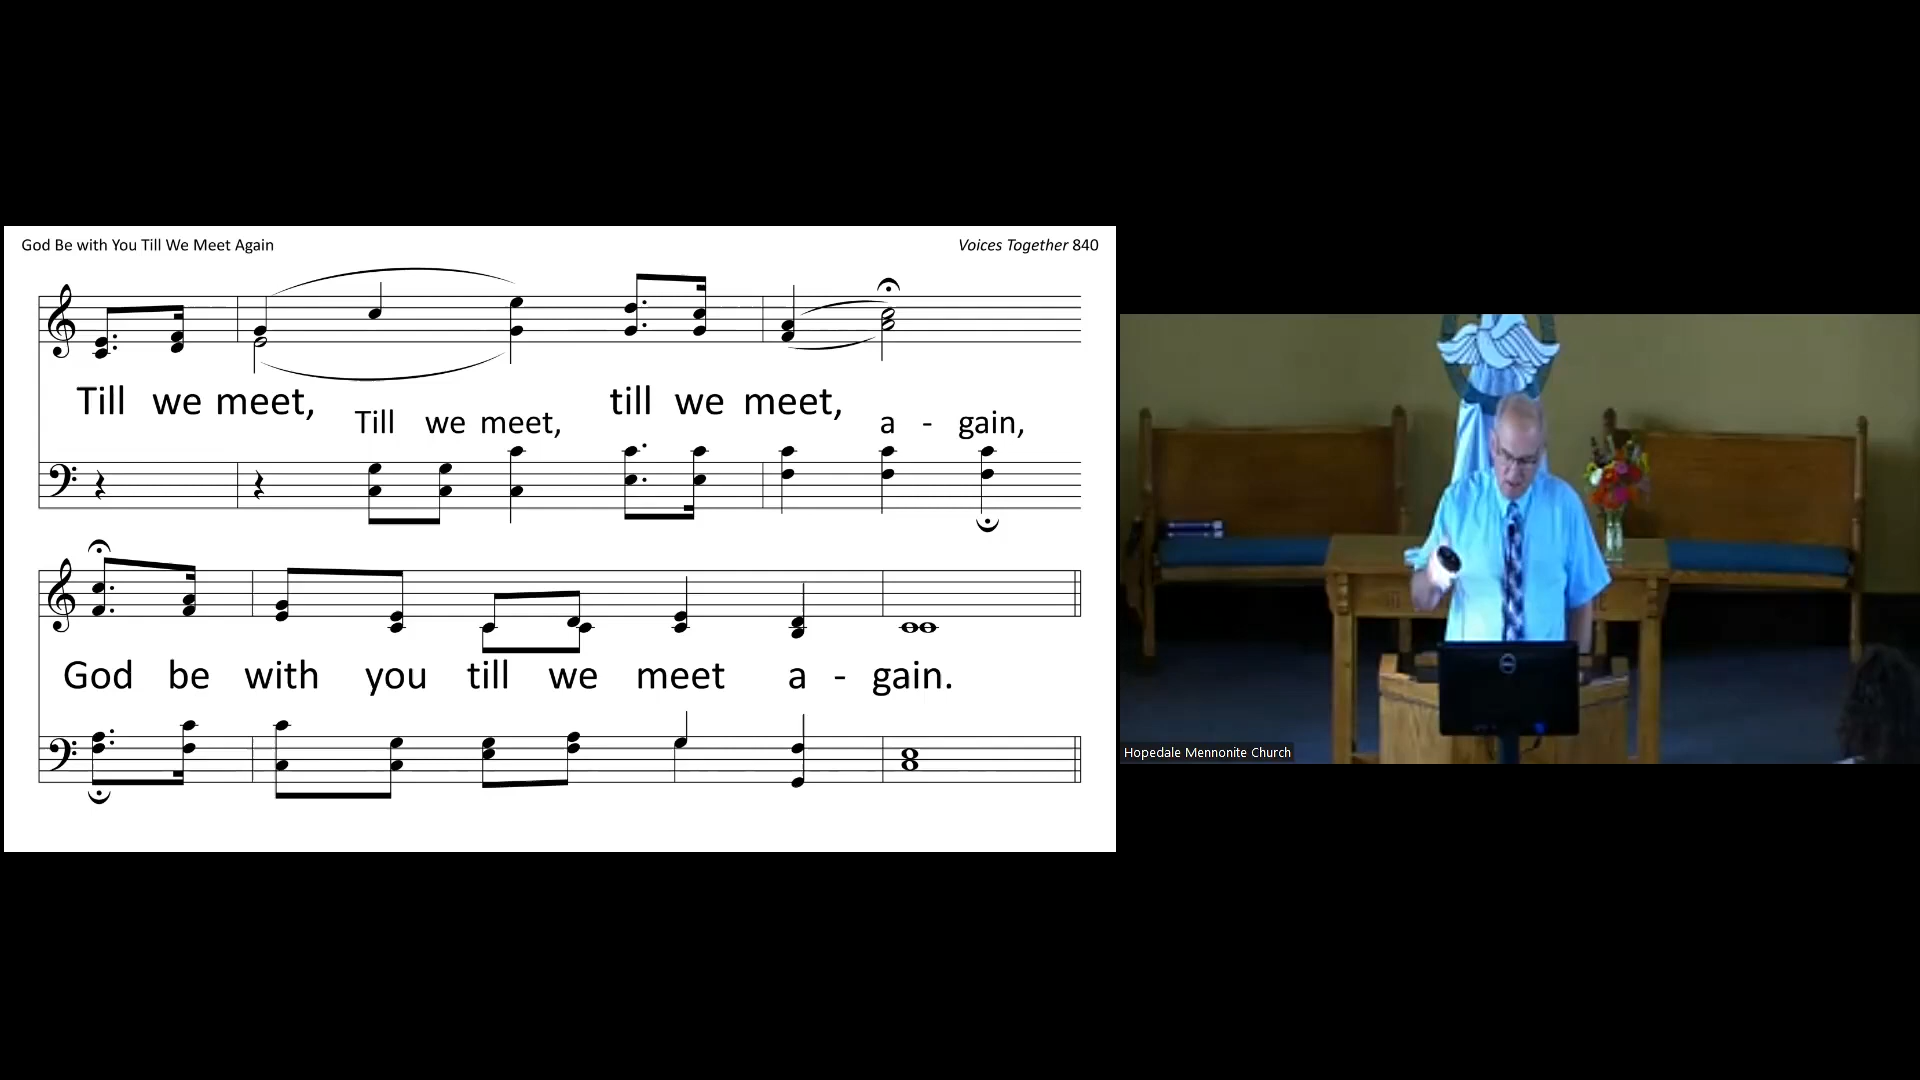 God Be with You Till We Meet Again
Voices Together 840
Till we meet, till we meet,
Till we meet, a - gain,
God be with you till we meet a - gain.
Hopedale Mennonite Church